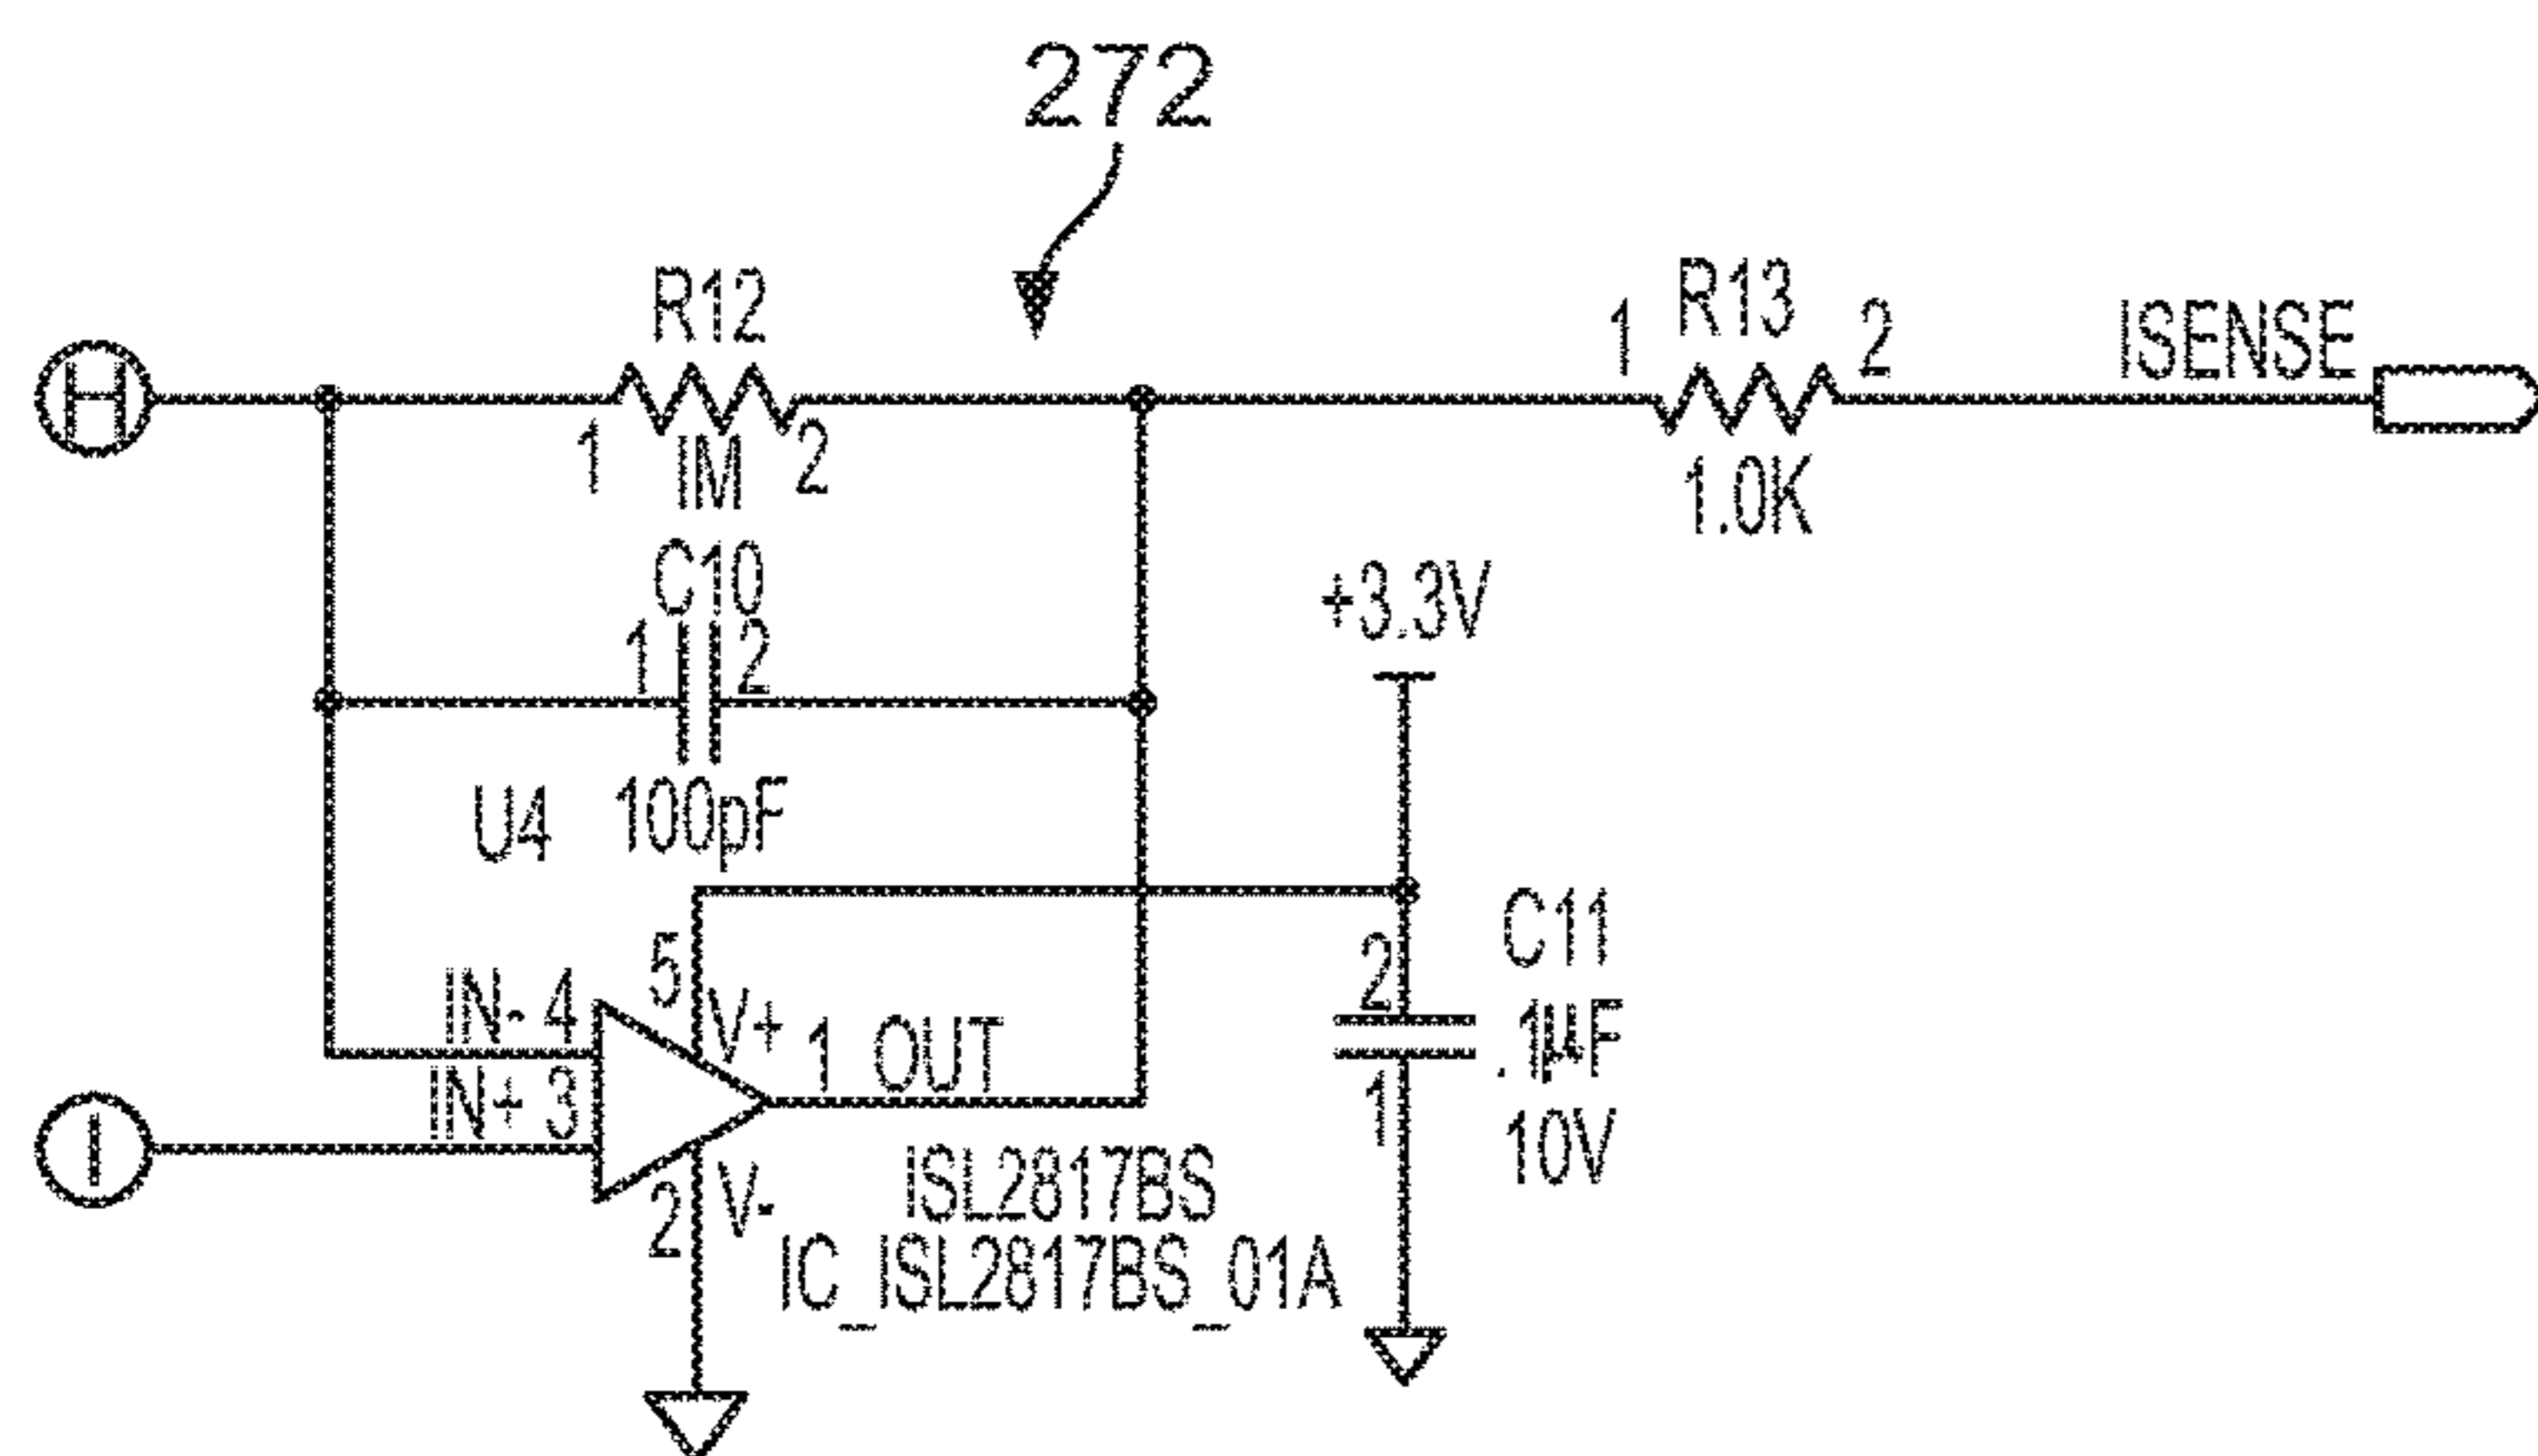 272
R12
R13
1 2
ISENSE
H
1 IM 2
1.0K
C10
1 2
+3.3V
U4 100pF
C11
5
2
IN- 4
V+
1 OUT
.1µF
IN+ 3
1
10V
I
2
V-
ISL2817BS
IC_ISL2817BS_01A